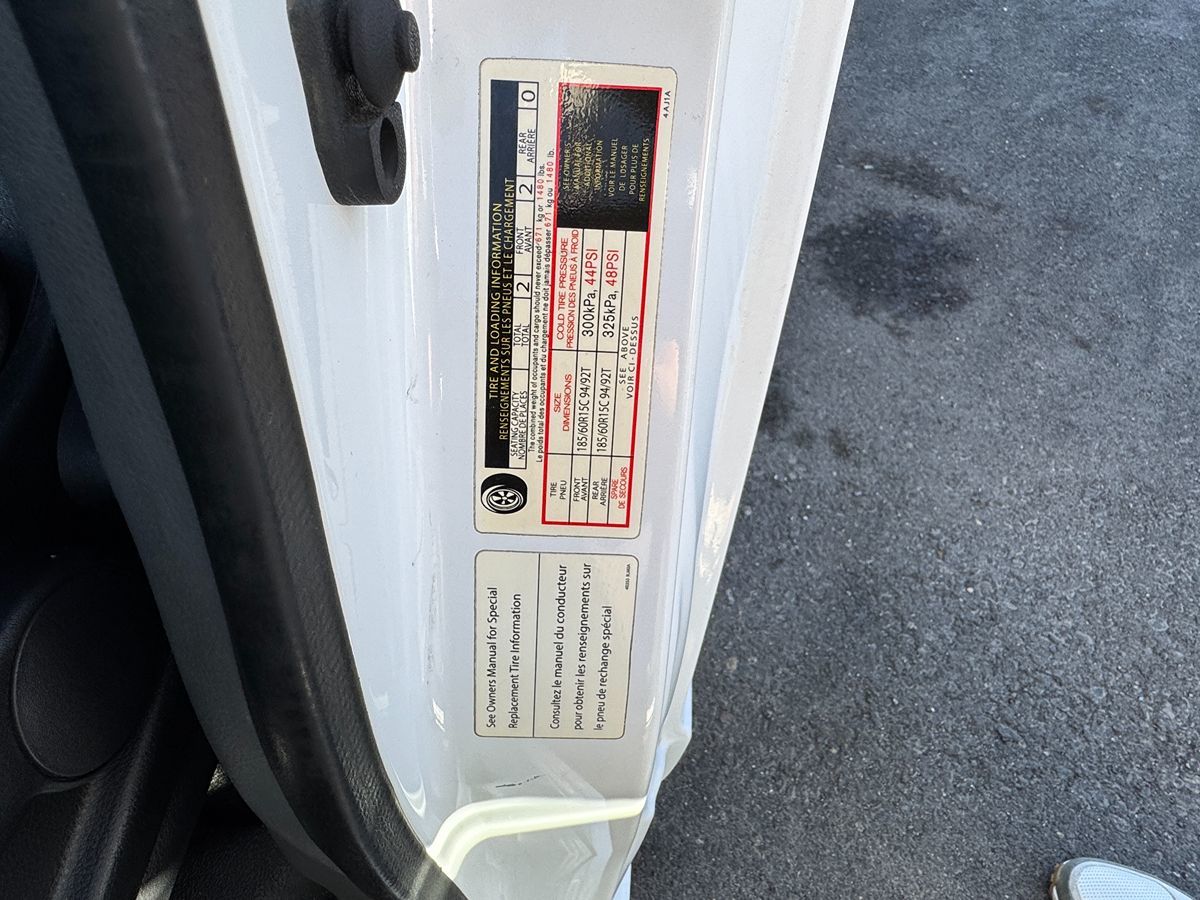 TIRE AND LOADING INFORMATION
RENSEIGNEMENTS SUR LES PNEUS ET LE CHARGEMENT
SEATING CAPACITY TOTAL 2 FRONT 2 REAR 0
NOMBRE DE PLACES TOTAL AVANT ARRIÈRE
The combined weight of occupants and cargo should never exceed 671 kg or 1480 lbs.
Le poids total des occupants et du chargement ne doit jamais dépasser 671 kg ou 1480 lb.
TIRE SIZE COLD TIRE PRESSURE
PNEU DIMENSIONS PRESSION DES PNEUS À FROID
FRONT 185/60R15C 94/92T 300kPa, 44PSI
AVANT
REAR 185/60R15C 94/92T 325kPa, 48PSI
ARRIÈRE
SPARE SEE ABOVE
DE SECOURS VOIR CI-DESSUS
SEE OWNER'S
MANUAL FOR
ADDITIONAL
INFORMATION
VOIR LE MANUEL
DE L'USAGER
POUR PLUS DE
RENSEIGNEMENTS
4AJ1A
See Owners Manual for Special
Replacement Tire Information
Consultez le manuel du conducteur
pour obtenir les renseignements sur
le pneu de rechange spécial